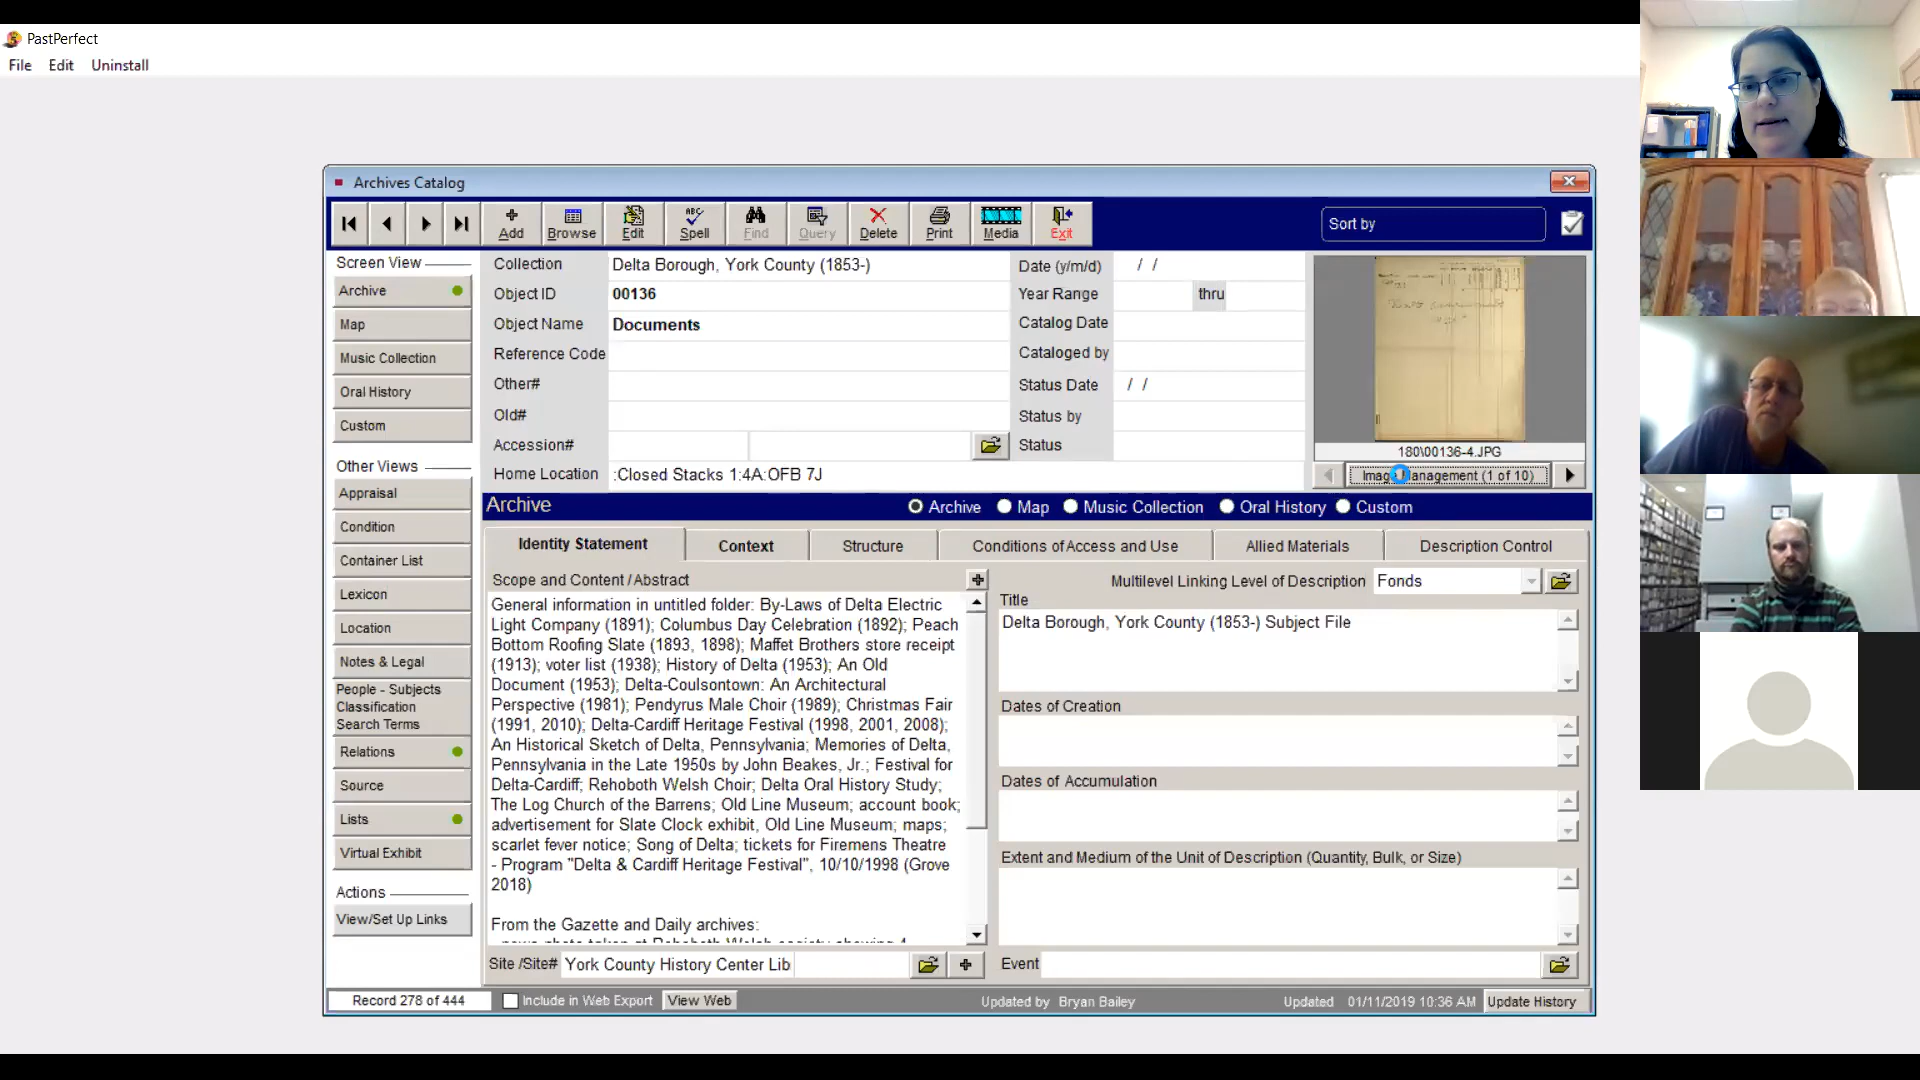 PastPerfect
File Edit Uninstall
Archives Catalog
Add Browse Edit ABC Spell Find Query Delete Print Media Exit
Sort by
Screen View
Archive
Map
Music Collection
Oral History
Custom
Other Views
Appraisal
Condition
Container List
Lexicon
Location
Notes & Legal
People - Subjects
Classification
Search Terms
Relations
Source
Lists
Virtual Exhibit
Actions
View/Set Up Links
Collection Delta Borough, York County (1853-)
Object ID 00136
Object Name Documents
Reference Code
Other#
Old#
Accession#
Home Location :Closed Stacks 1:4A:OFB 7J
Date (y/m/d) / /
Year Range thru
Catalog Date
Cataloged by
Status Date / /
Status by
Status
180\00136-4.JPG
Image Management (1 of 10)
Archive
Archive Map Music Collection Oral History Custom
Identity Statement Context Structure Conditions of Access and Use Allied Materials Description Control
Scope and Content / Abstract
General information in untitled folder: By-Laws of Delta Electric
Light Company (1891); Columbus Day Celebration (1892); Peach
Bottom Roofing Slate (1893, 1898); Maffet Brothers store receipt
(1913); voter list (1938); History of Delta (1953); An Old
Document (1953); Delta-Coulsontown: An Architectural
Perspective (1981); Pendyrus Male Choir (1989); Christmas Fair
(1991, 2010); Delta-Cardiff Heritage Festival (1998, 2001, 2008);
An Historical Sketch of Delta, Pennsylvania; Memories of Delta,
Pennsylvania in the Late 1950s by John Beakes, Jr.; Festival for
Delta-Cardiff; Rehoboth Welsh Choir; Delta Oral History Study;
The Log Church of the Barrens; Old Line Museum; account book;
advertisement for Slate Clock exhibit, Old Line Museum; maps;
scarlet fever notice; Song of Delta; tickets for Firemens Theatre
- Program "Delta & Cardiff Heritage Festival", 10/10/1998 (Grove
2018)
From the Gazette and Daily archives:
- news photo taken at Rehoboth Welsh society showing 4
Site /Site# York County History Center Lib
Multilevel Linking Level of Description Fonds
Title
Delta Borough, York County (1853-) Subject File
Dates of Creation
Dates of Accumulation
Extent and Medium of the Unit of Description (Quantity, Bulk, or Size)
Event
Record 278 of 444 Include in Web Export View Web Updated by Bryan Bailey Updated 01/11/2019 10:36 AM Update History